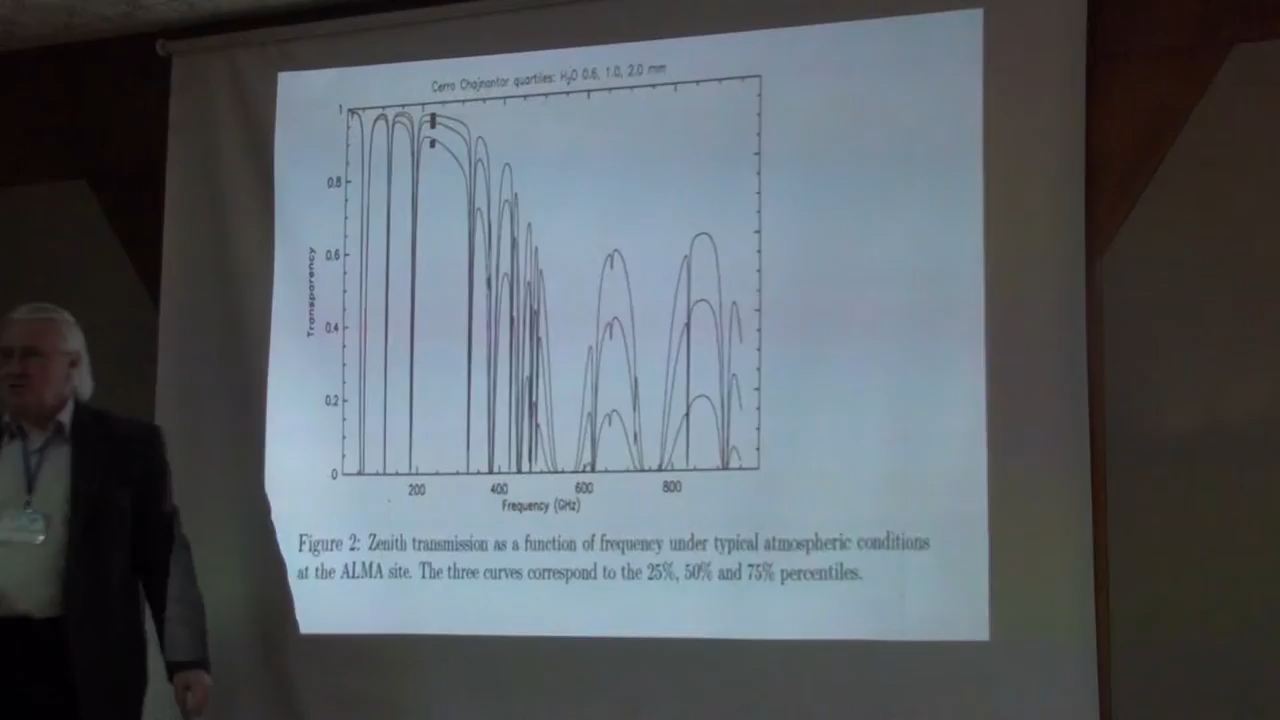 Cerro Chajnantor quartiles: H₂O 0.6, 1.0, 2.0 mm
1
0.8
0.6
0.4
0.2
0
Transparency
200
400
600
800
Frequency (GHz)
Figure 2: Zenith transmission as a function of frequency under typical atmospheric conditions
at the ALMA site. The three curves correspond to the 25%, 50% and 75% percentiles.